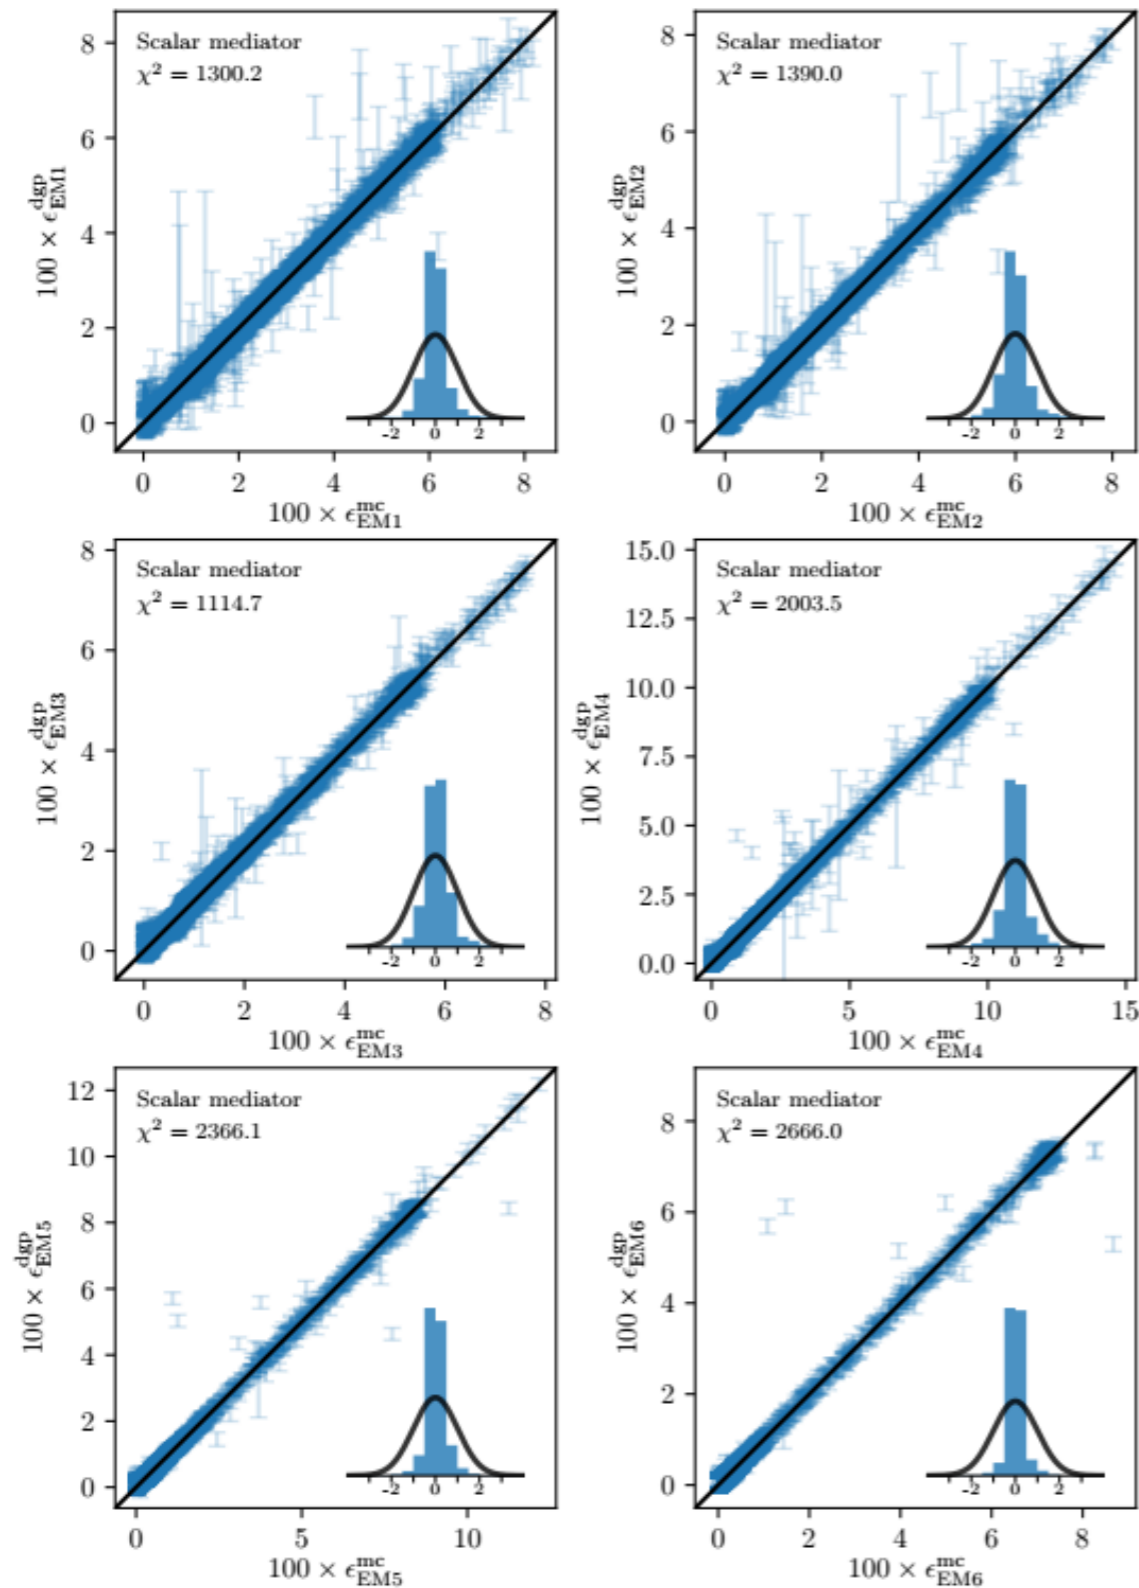 Scalar mediator
χ² = 1300.2
100 × ϵ^dgp_EM1
8
6
4
2
0
-2 0 2
0 2 4 6 8
100 × ϵ^mc_EM1
Scalar mediator
χ² = 1390.0
100 × ϵ^dgp_EM2
8
6
4
2
0
-2 0 2
0 2 4 6 8
100 × ϵ^mc_EM2
Scalar mediator
χ² = 1114.7
100 × ϵ^dgp_EM3
8
6
4
2
0
-2 0 2
0 2 4 6 8
100 × ϵ^mc_EM3
Scalar mediator
χ² = 2003.5
100 × ϵ^dgp_EM4
15.0
12.5
10.0
7.5
5.0
2.5
0.0
-2 0 2
0 5 10 15
100 × ϵ^mc_EM4
Scalar mediator
χ² = 2366.1
100 × ϵ^dgp_EM5
12
10
8
6
4
2
0
-2 0 2
0 5 10
100 × ϵ^mc_EM5
Scalar mediator
χ² = 2666.0
100 × ϵ^dgp_EM6
8
6
4
2
0
-2 0 2
0 2 4 6 8
100 × ϵ^mc_EM6